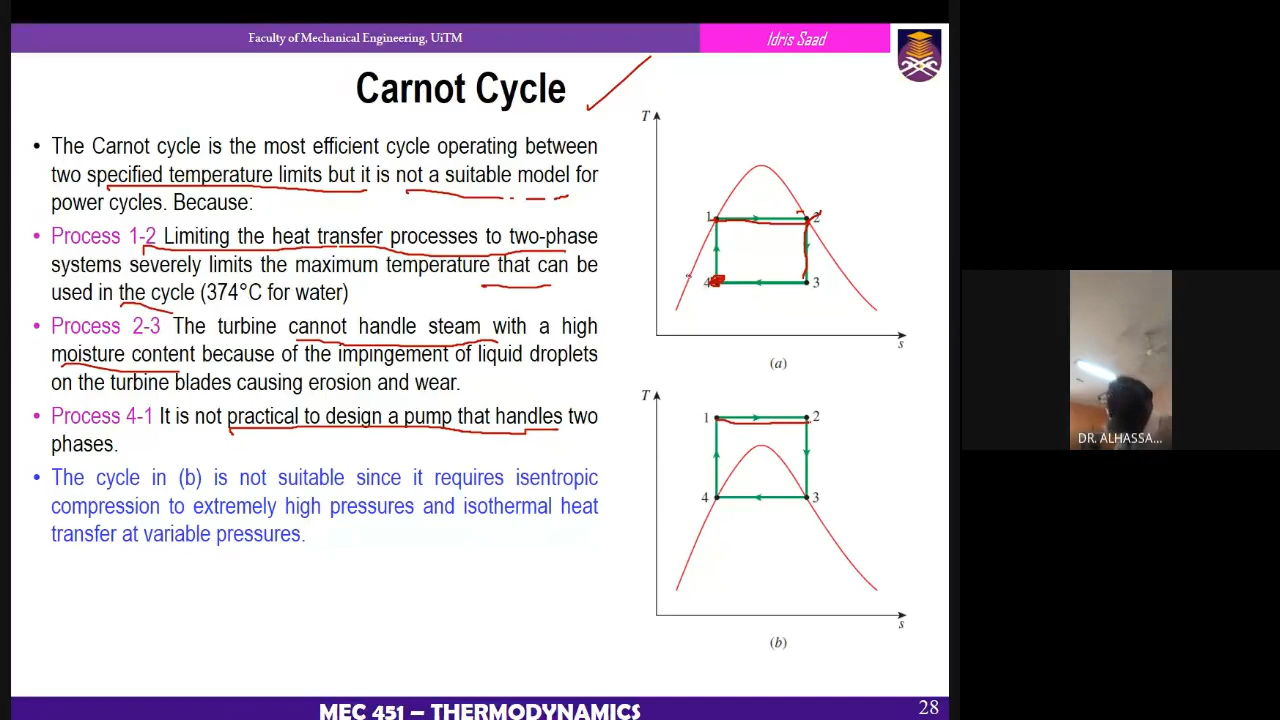 Faculty of Mechanical Engineering, UiTM
Idris Saad
Carnot Cycle
• The Carnot cycle is the most efficient cycle operating between
two specified temperature limits but it is not a suitable model for
power cycles. Because:
• Process 1-2 Limiting the heat transfer processes to two-phase
systems severely limits the maximum temperature that can be
used in the cycle (374°C for water)
• Process 2-3 The turbine cannot handle steam with a high
moisture content because of the impingement of liquid droplets
on the turbine blades causing erosion and wear.
• Process 4-1 It is not practical to design a pump that handles two
phases.
• The cycle in (b) is not suitable since it requires isentropic
compression to extremely high pressures and isothermal heat
transfer at variable pressures.
T
1
2
4
3
s
(a)
T
1
2
4
3
s
(b)
DR. ALHASSA...
MEC 451 – THERMODYNAMICS
28